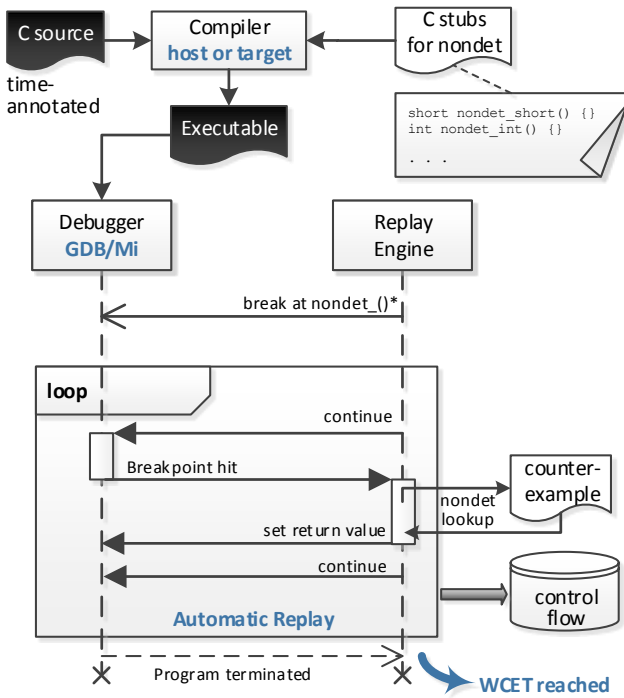 C source
Compiler
host or target
C stubs
for nondet
time-
annotated
Executable
short nondet_short() {}
int nondet_int() {}
. . .
Debugger
GDB/Mi
Replay
Engine
break at nondet_()*
loop
continue
Breakpoint hit
counter-
example
nondet
lookup
set return value
continue
control
flow
Automatic Replay
Program terminated
WCET reached